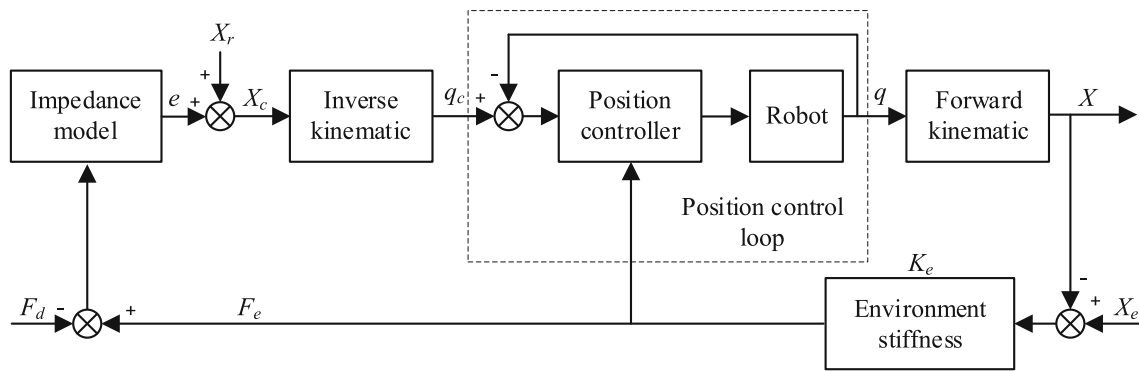 X_r
+
Impedance
model
e
+
X_c
Inverse
kinematic
q_c
+
-
Position
controller
Robot
q
Forward
kinematic
X
Position control
loop
F_d
-
+
F_e
K_e
Environment
stiffness
-
+
X_e